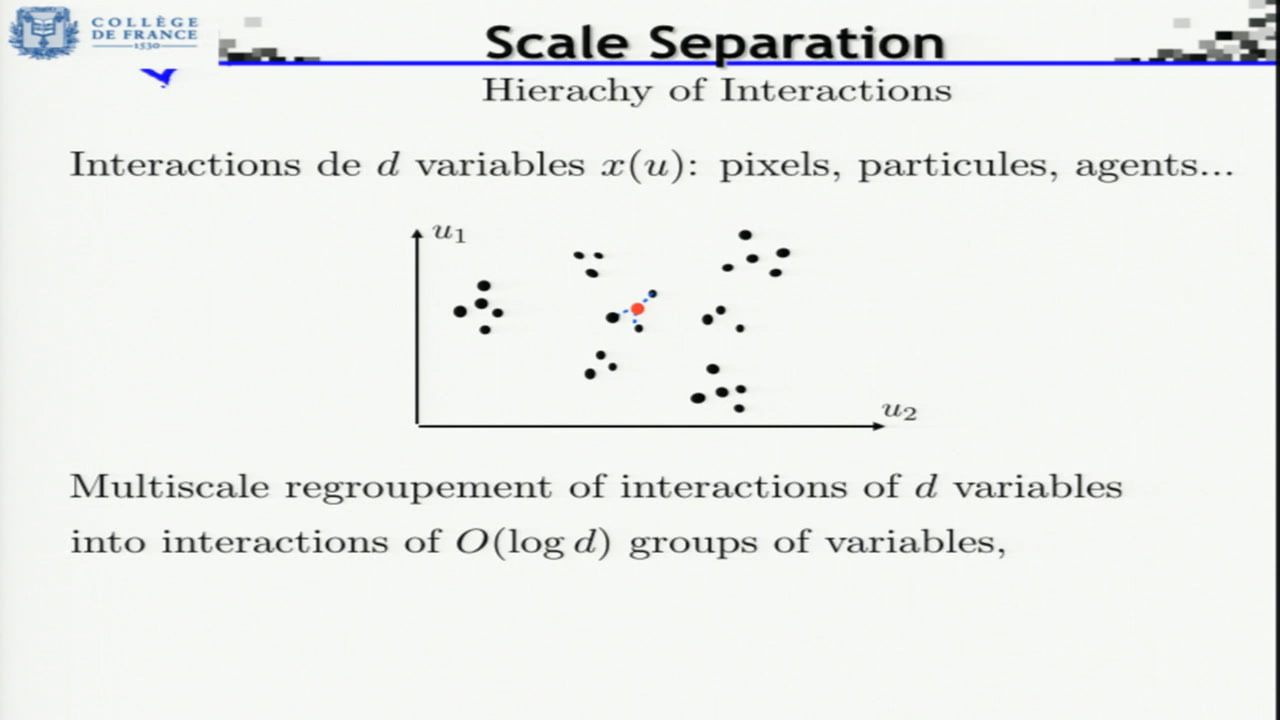 COLLÈGE
DE FRANCE
1530
Scale Separation
Hierachy of Interactions
Interactions de d variables x(u): pixels, particules, agents...
u₁
u₂
Multiscale regroupement of interactions of d variables
into interactions of O(log d) groups of variables,